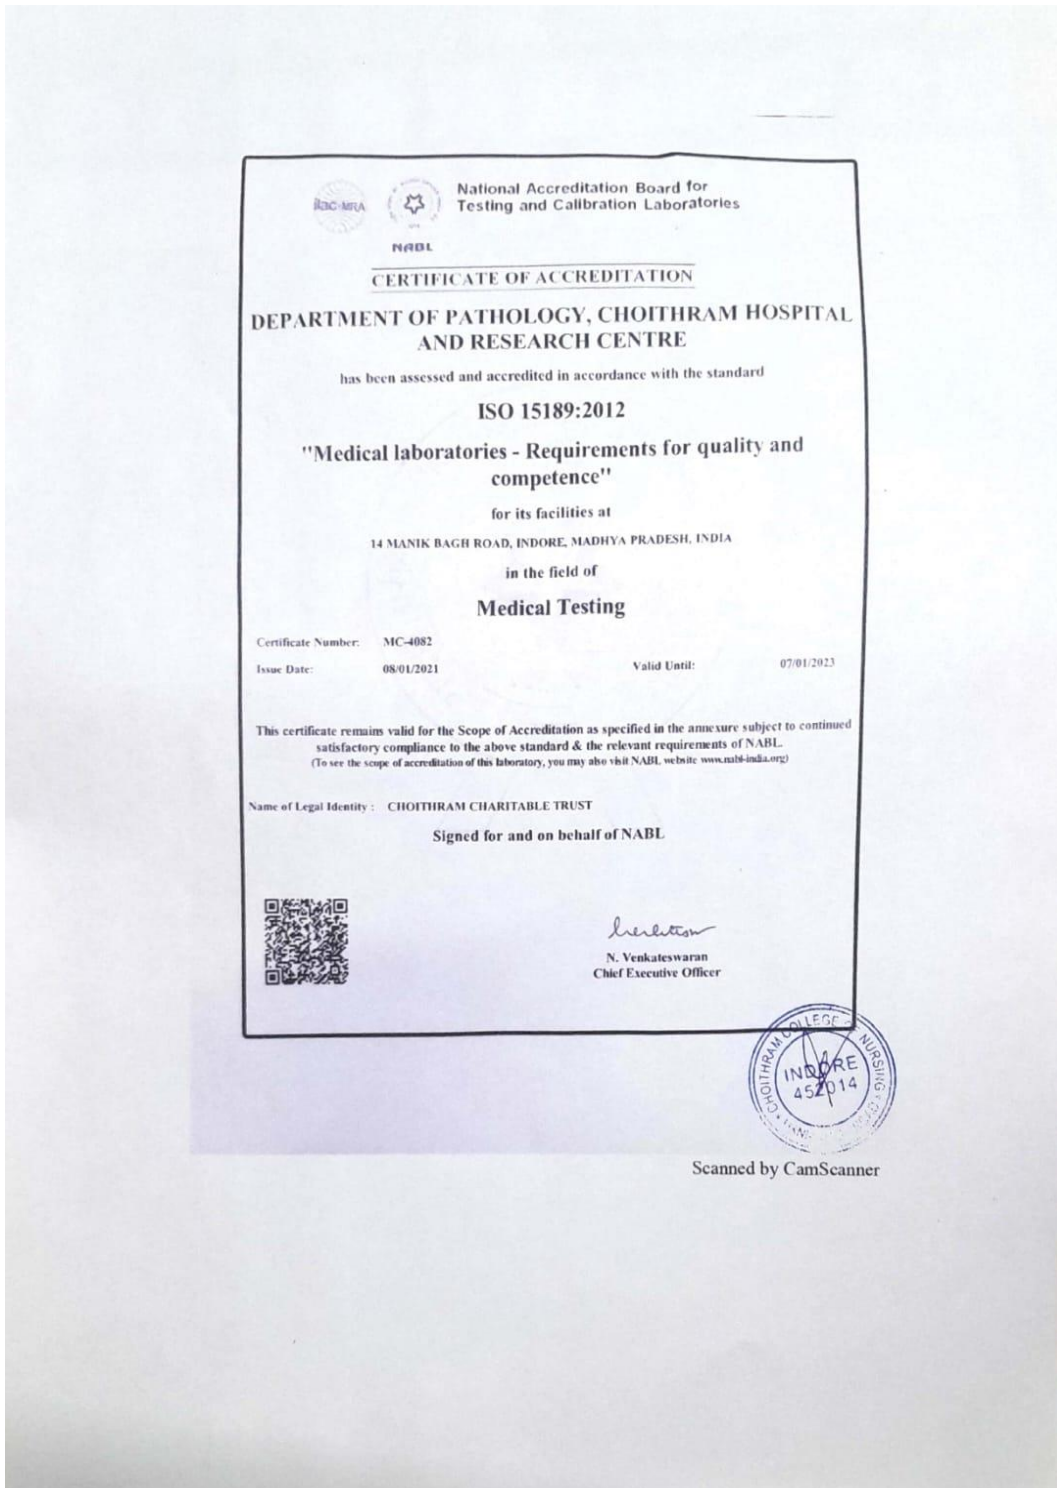 ilac-MRA
NABL
National Accreditation Board for
Testing and Calibration Laboratories
CERTIFICATE OF ACCREDITATION
DEPARTMENT OF PATHOLOGY, CHOITHRAM HOSPITAL
AND RESEARCH CENTRE
has been assessed and accredited in accordance with the standard
ISO 15189:2012
"Medical laboratories - Requirements for quality and
competence"
for its facilities at
14 MANIK BAGH ROAD, INDORE, MADHYA PRADESH, INDIA
in the field of
Medical Testing
Certificate Number: MC-4082
Issue Date: 08/01/2021 Valid Until: 07/01/2023
This certificate remains valid for the Scope of Accreditation as specified in the annexure subject to continued
satisfactory compliance to the above standard & the relevant requirements of NABL.
(To see the scope of accreditation of this laboratory, you may also visit NABL website www.nabl-india.org)
Name of Legal Identity : CHOITHRAM CHARITABLE TRUST
Signed for and on behalf of NABL
N. Venkateswaran
Chief Executive Officer
CHOITHRAM COLLEGE OF NURSING
INDORE
452014
Scanned by CamScanner